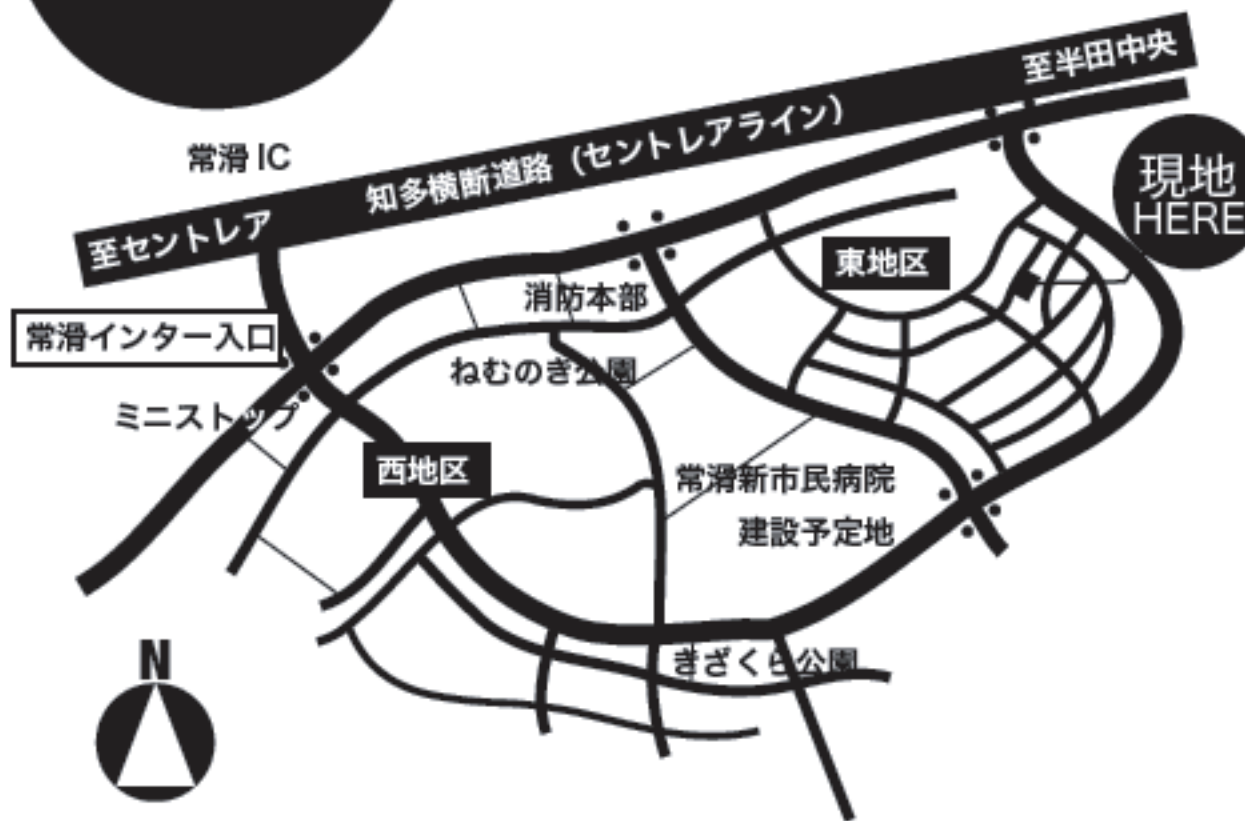 至半田中央
知多横断道路（セントレアライン）
常滑 IC
至セントレア
現地
HERE
東地区
消防本部
常滑インター入口
ねむのぎ公園
ミニストップ
西地区
常滑新市民病院
建設予定地
きざくら公園
N